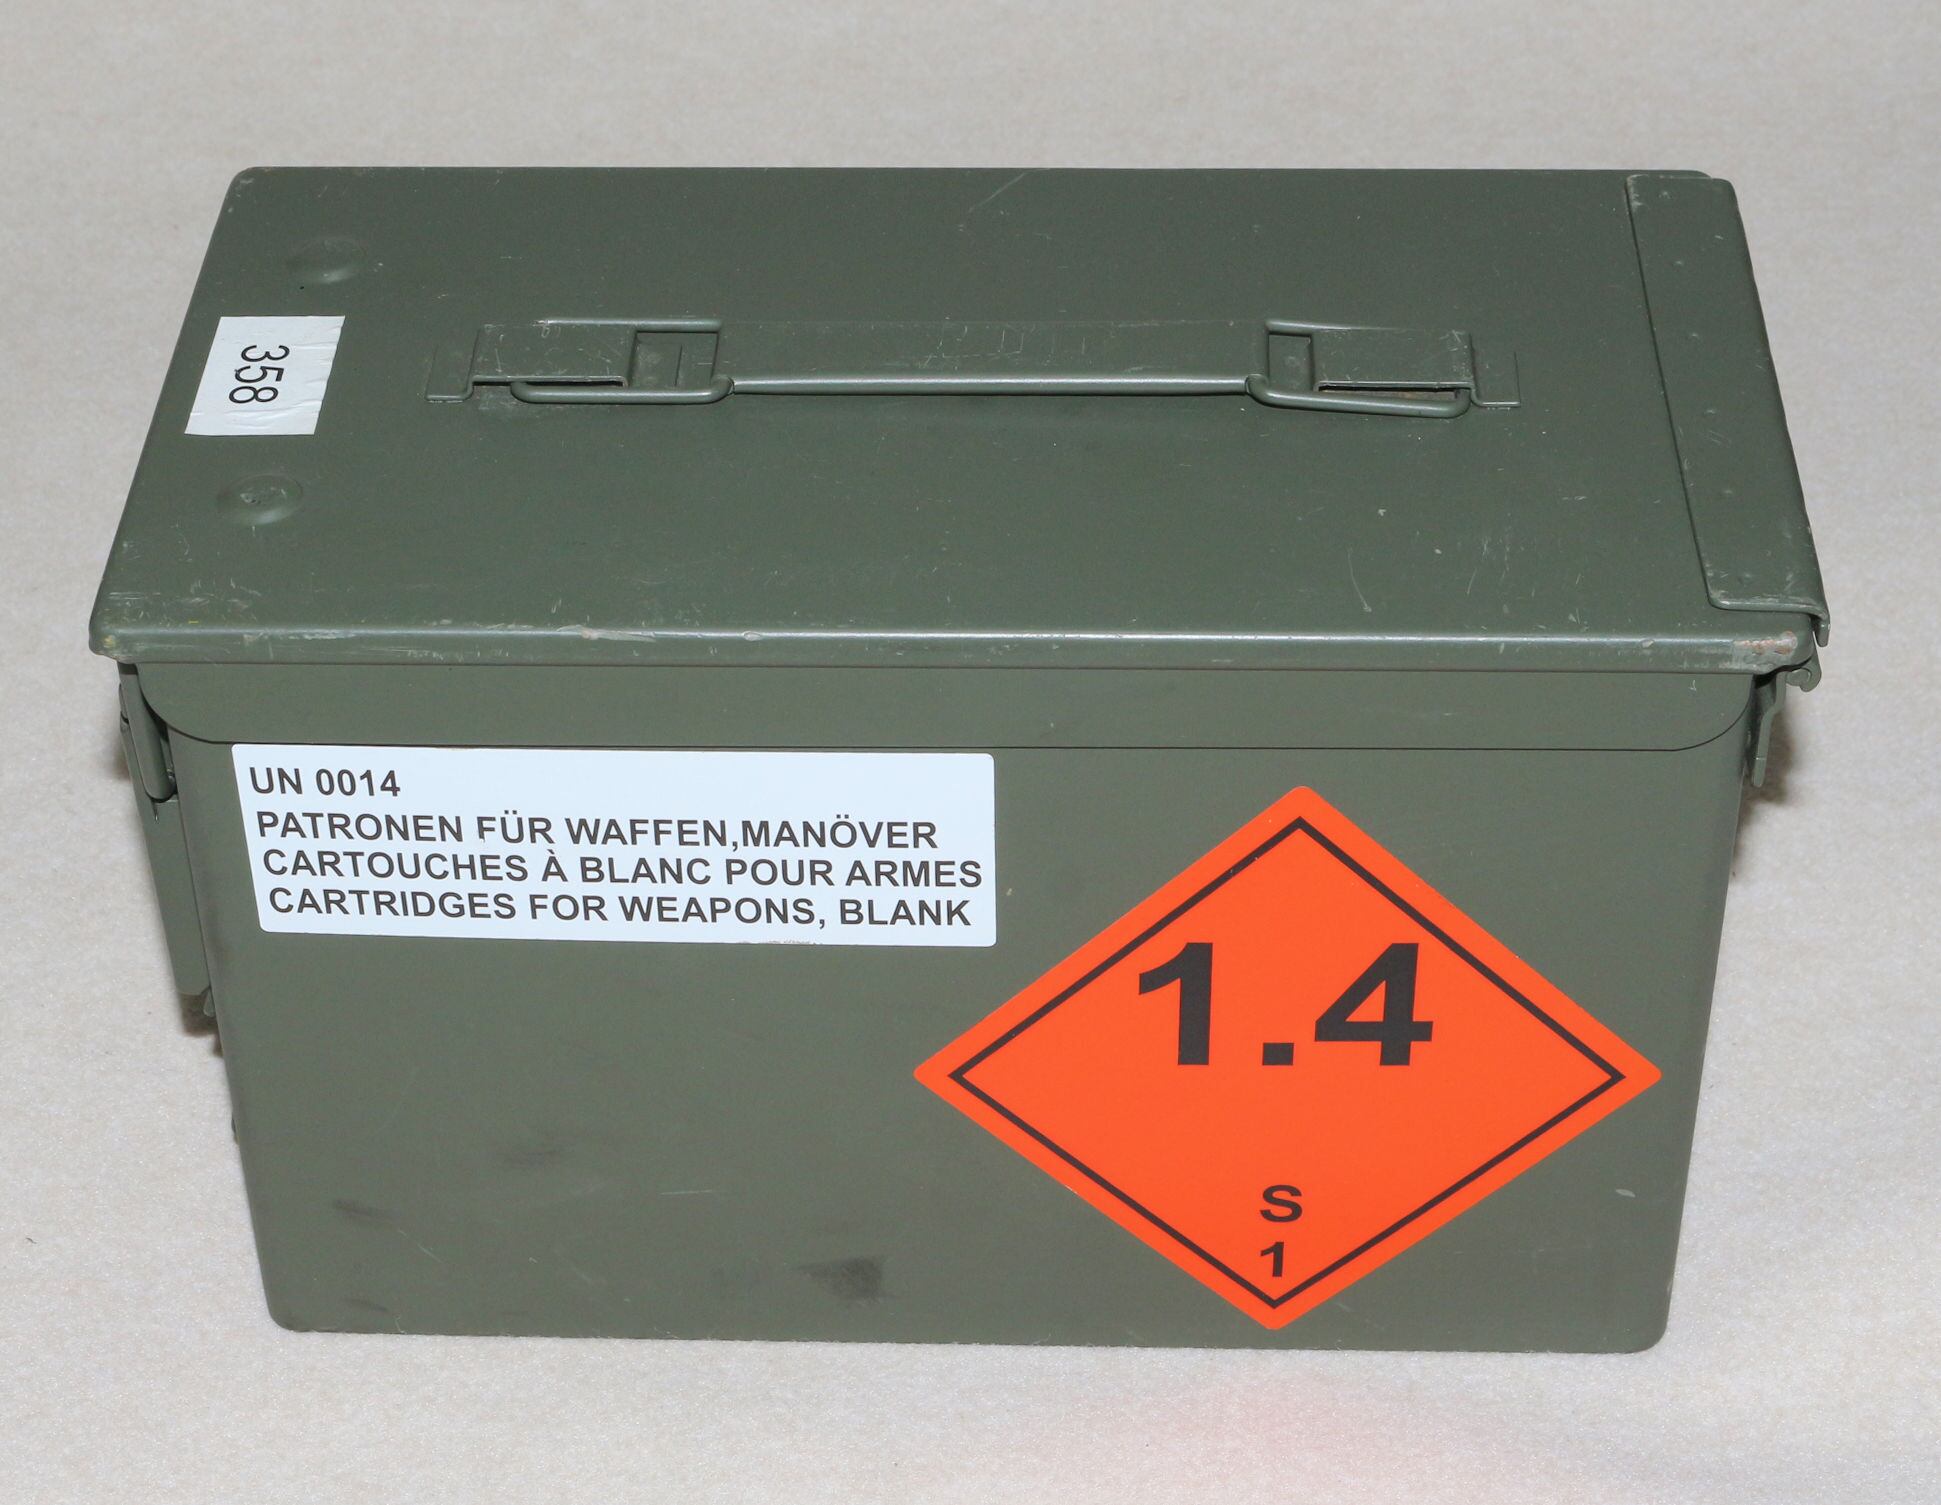 358
UN 0014
PATRONEN FÜR WAFFEN,MANÖVER
CARTOUCHES À BLANC POUR ARMES
CARTRIDGES FOR WEAPONS, BLANK
1.4
S
1